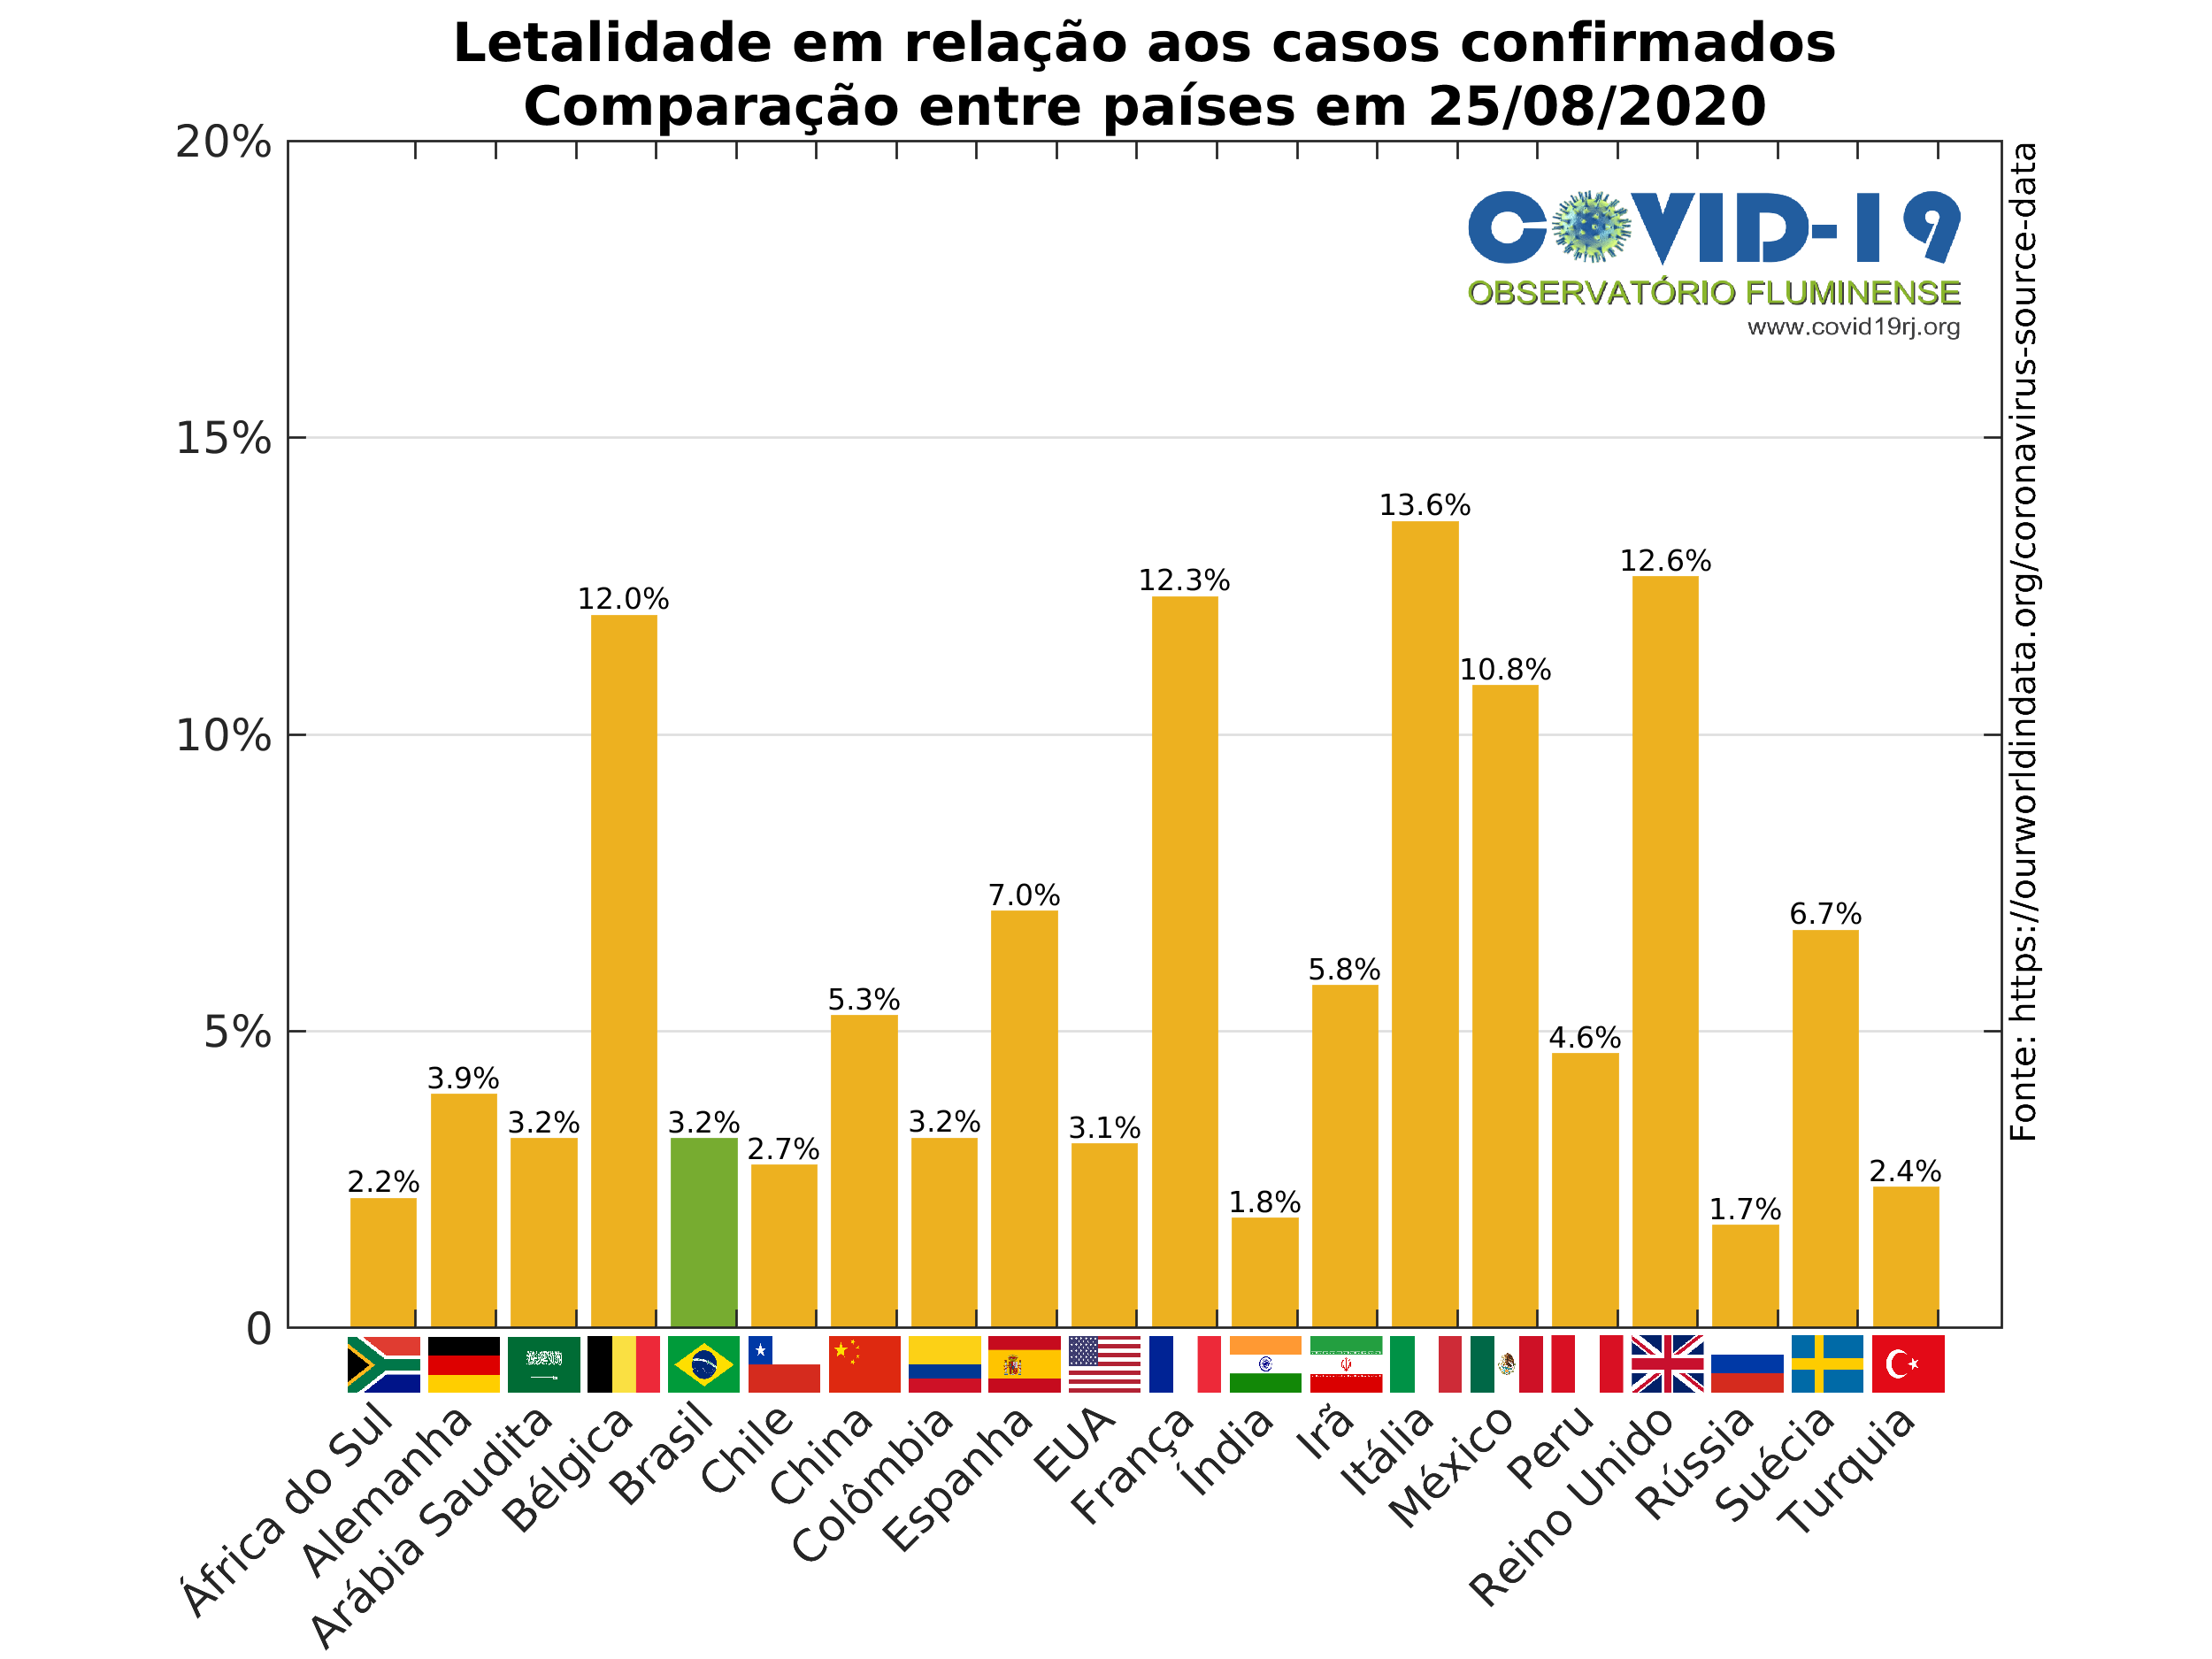 Letalidade em relação aos casos confirmados
Comparação entre países em 25/08/2020
20%
15%
10%
5%
0
COVID-19
OBSERVATÓRIO FLUMINENSE
www.covid19rj.org
Fonte: https://ourworldindata.org/coronavirus-source-data
2.2%
3.9%
3.2%
12.0%
3.2%
2.7%
5.3%
3.2%
7.0%
3.1%
12.3%
1.8%
5.8%
13.6%
10.8%
4.6%
12.6%
1.7%
6.7%
2.4%
África do Sul
Alemanha
Arábia Saudita
Bélgica
Brasil
Chile
China
Colômbia
Espanha
EUA
França
Índia
Irã
Itália
México
Peru
Reino Unido
Rússia
Suécia
Turquia